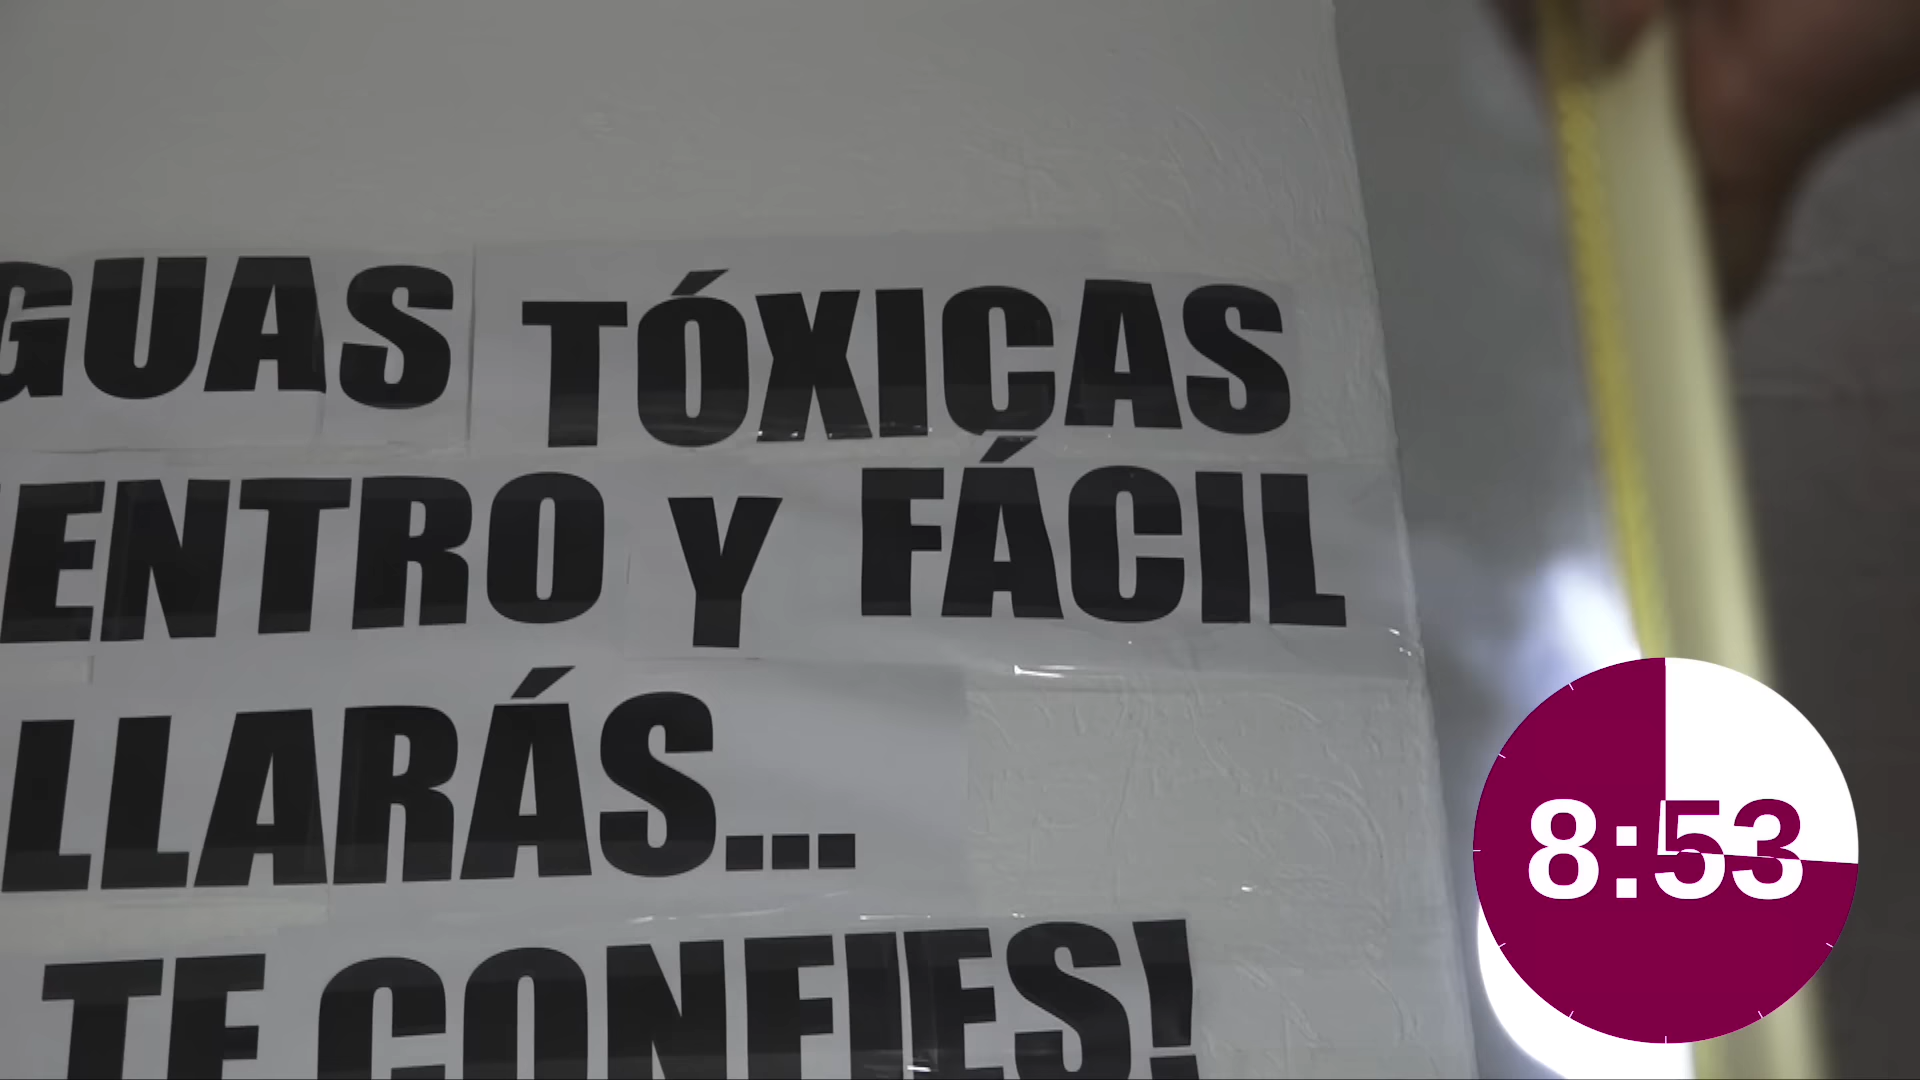 GUAS TÓXICAS
ENTRO Y FÁCIL
LLARÁS...
TE CONFIES!
8:53